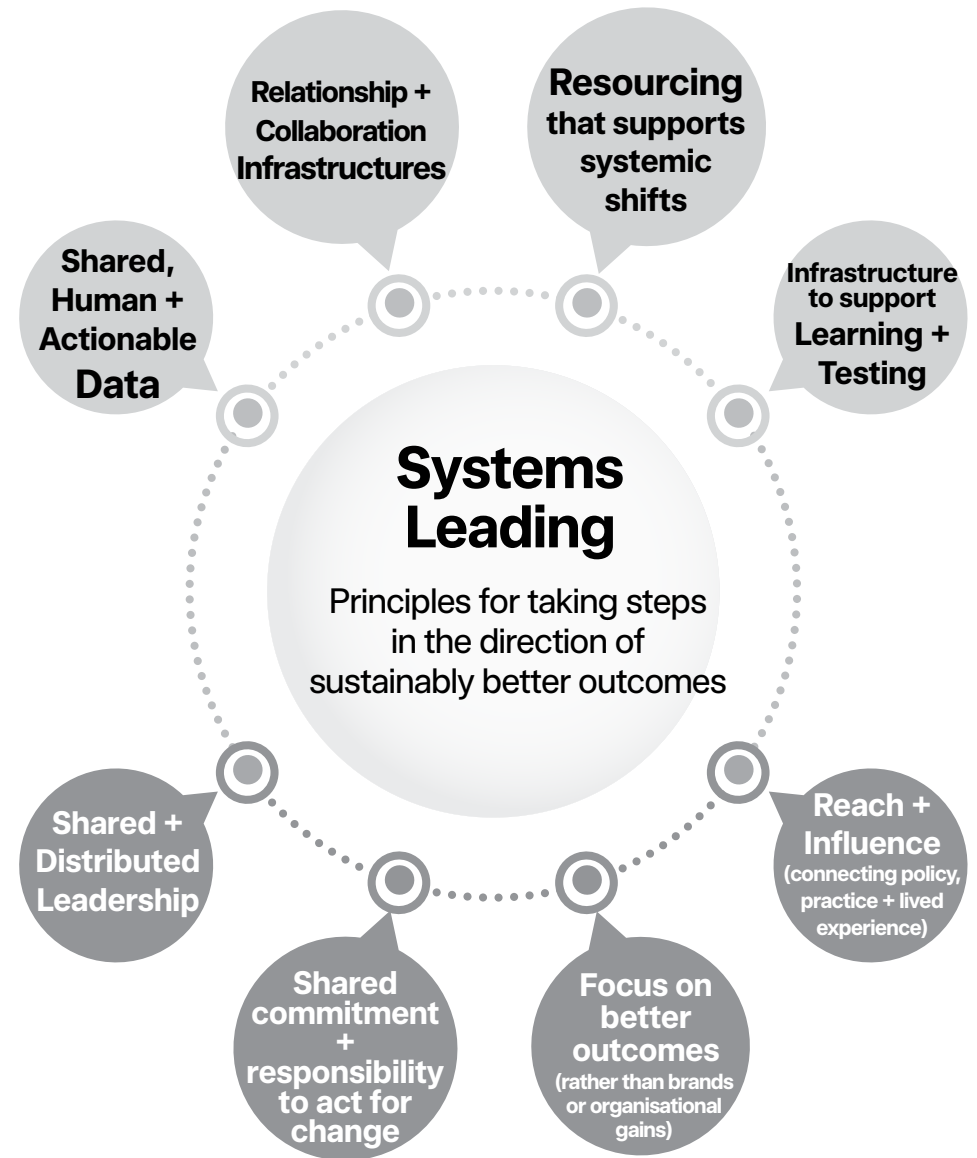 Relationship +
Collaboration
Infrastructures
Resourcing
that supports
systemic
shifts
Shared,
Human +
Actionable
Data
Infrastructure
to support
Learning +
Testing
Systems
Leading
Principles for taking steps
in the direction of
sustainably better outcomes
Shared +
Distributed
Leadership
Reach +
Influence
(connecting policy,
practice + lived
experience)
Shared
commitment
+
responsibility
to act for
change
Focus on
better
outcomes
(rather than brands
or organisational
gains)